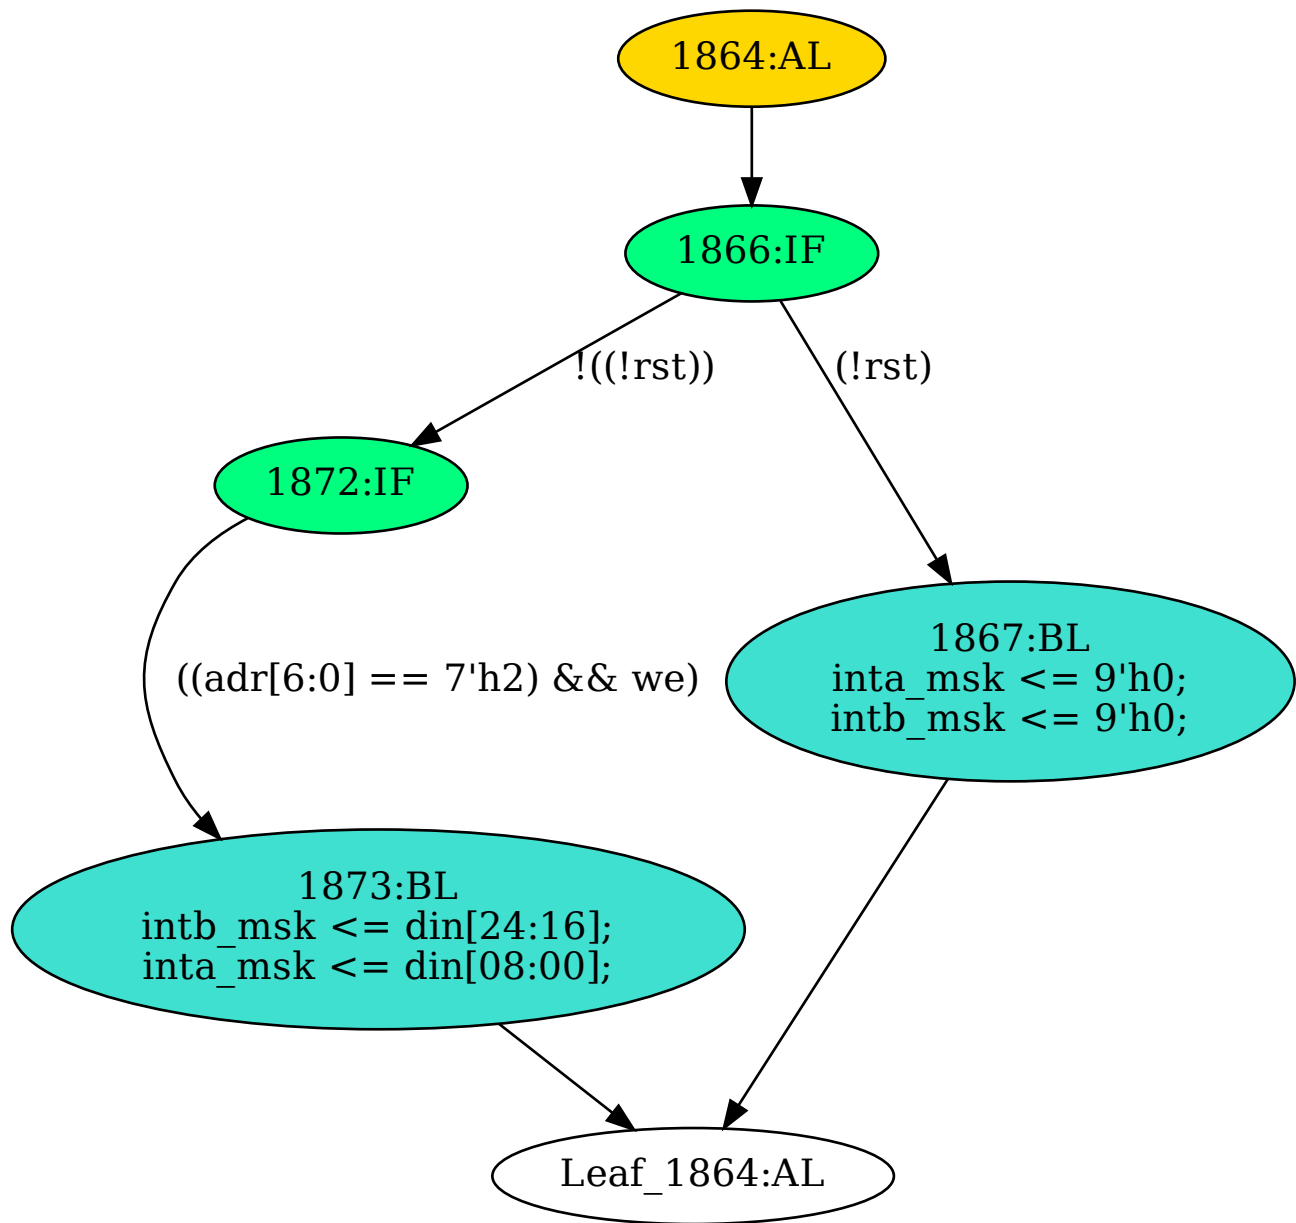 1864:AL
1866:IF
!((!rst))
(!rst)
1872:IF
((adr[6:0] == 7'h2) && we)
1867:BL
inta_msk <= 9'h0;
intb_msk <= 9'h0;
1873:BL
intb_msk <= din[24:16];
inta_msk <= din[08:00];
Leaf_1864:AL